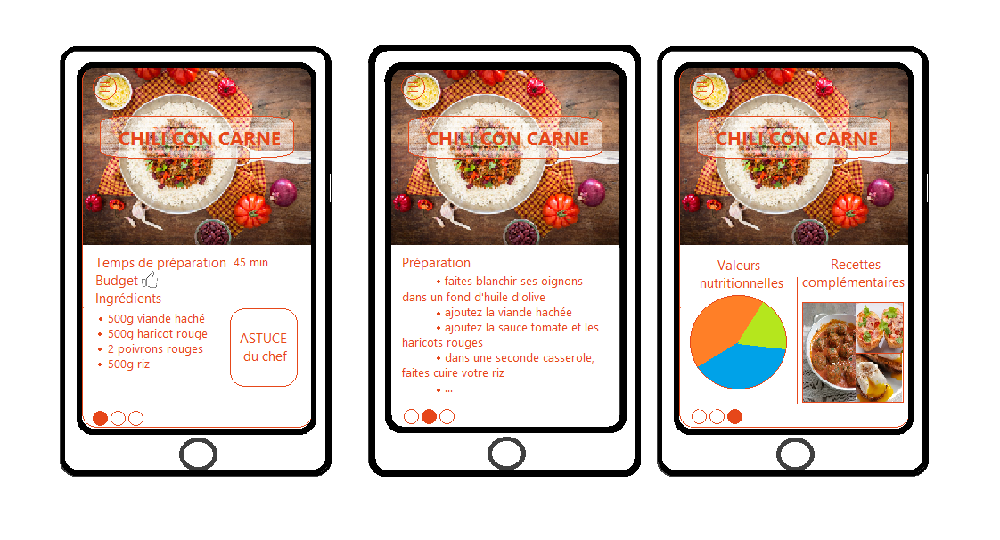 CHILI CON CARNE
Temps de préparation 45 min
Budget
Ingrédients
• 500g viande haché
• 500g haricot rouge
• 2 poivrons rouges
• 500g riz
ASTUCE
du chef
CHILI CON CARNE
Préparation
• faites blanchir ses oignons
dans un fond d'huile d'olive
• ajoutez la viande hachée
• ajoutez la sauce tomate et les
haricots rouges
• dans une seconde casserole,
faites cuire votre riz
• ...
CHILI CON CARNE
Valeurs
nutritionnelles
Recettes
complémentaires